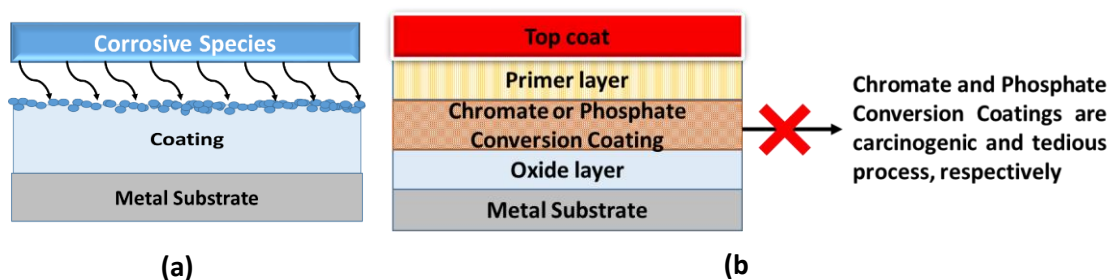 Corrosive Species
Coating
Metal Substrate
(a)
Top coat
Primer layer
Chromate or Phosphate
Conversion Coating
Oxide layer
Metal Substrate
(b)
Chromate and Phosphate
Conversion Coatings are
carcinogenic and tedious
process, respectively